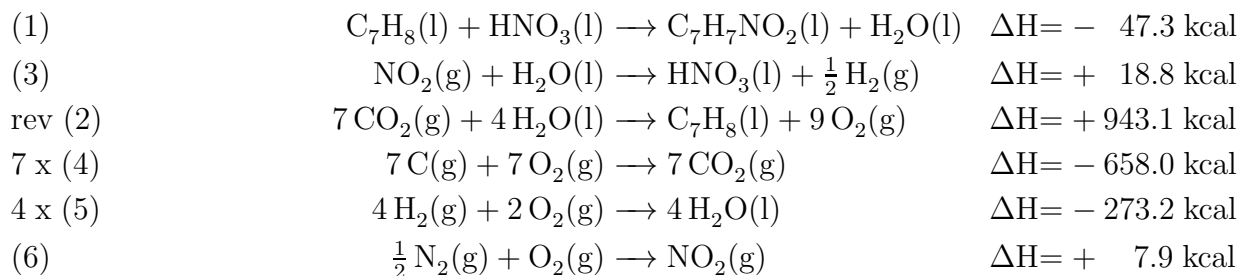 (1) C₇H₈(l) + HNO₃(l) ⟶ C₇H₇NO₂(l) + H₂O(l) ΔH= − 47.3 kcal
(3) NO₂(g) + H₂O(l) ⟶ HNO₃(l) + ½ H₂(g) ΔH= + 18.8 kcal
rev (2) 7 CO₂(g) + 4 H₂O(l) ⟶ C₇H₈(l) + 9 O₂(g) ΔH= + 943.1 kcal
7 x (4) 7 C(g) + 7 O₂(g) ⟶ 7 CO₂(g) ΔH= − 658.0 kcal
4 x (5) 4 H₂(g) + 2 O₂(g) ⟶ 4 H₂O(l) ΔH= − 273.2 kcal
(6) ½ N₂(g) + O₂(g) ⟶ NO₂(g) ΔH= + 7.9 kcal